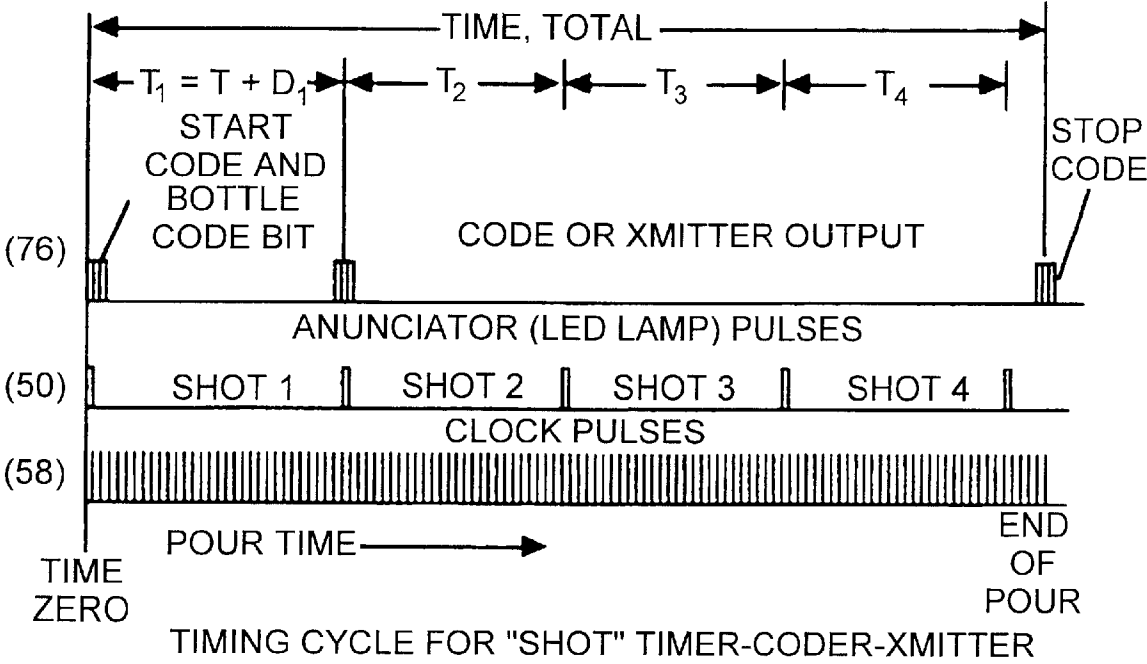 TIME, TOTAL
T1 = T + D1
T2
T3
T4
START
CODE AND
BOTTLE
CODE BIT
STOP
CODE
(76)
CODE OR XMITTER OUTPUT
ANUNCIATOR (LED LAMP) PULSES
(50)
SHOT 1
SHOT 2
SHOT 3
SHOT 4
CLOCK PULSES
(58)
POUR TIME
END
OF
POUR
TIME
ZERO
TIMING CYCLE FOR "SHOT" TIMER-CODER-XMITTER